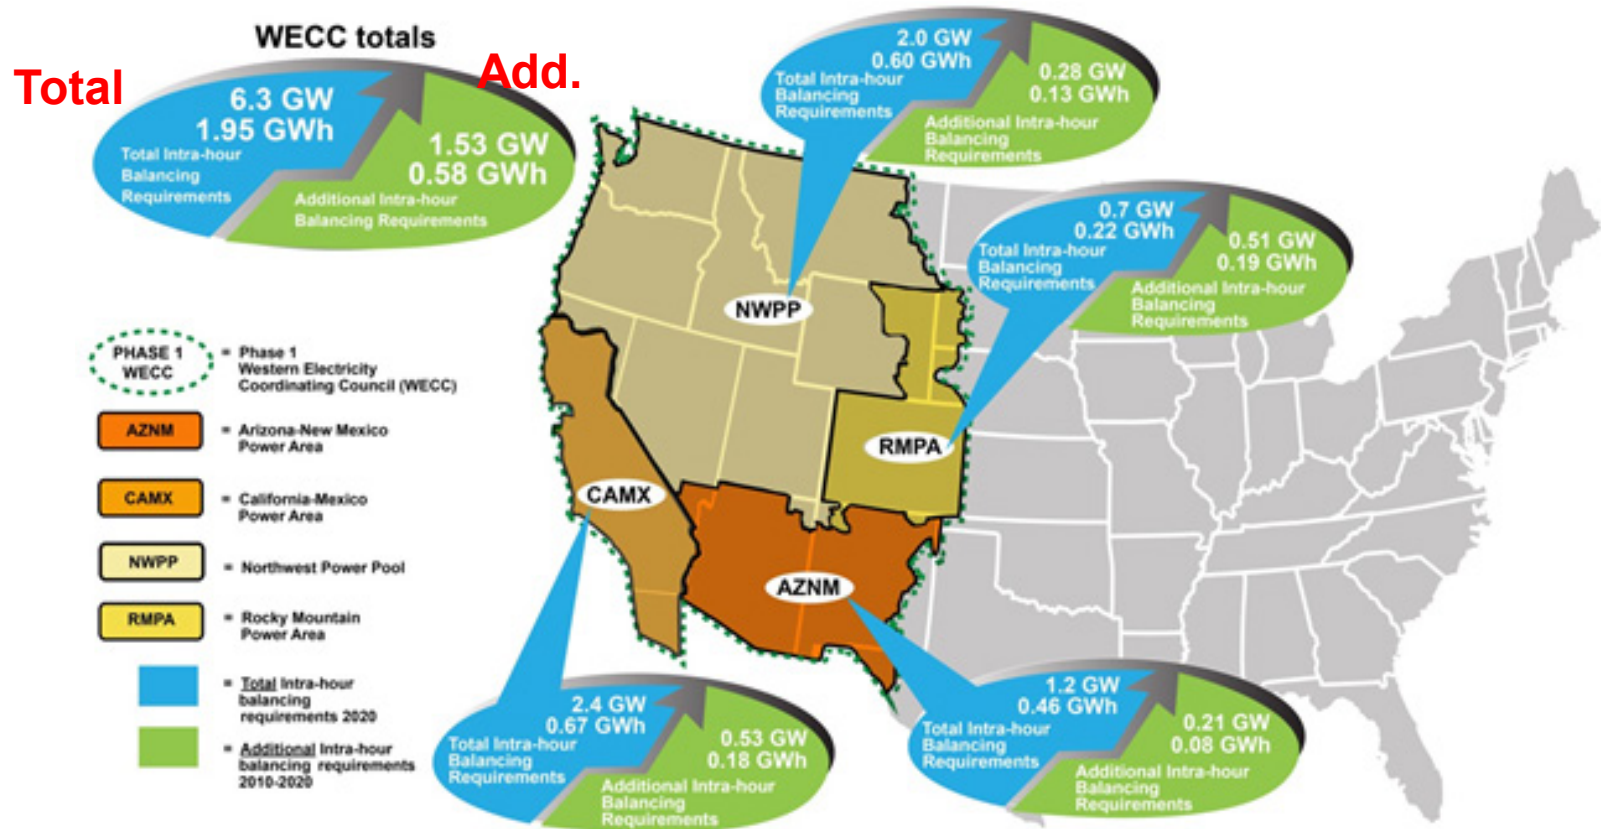 WECC totals
Total
Add.
6.3 GW
1.95 GWh
Total Intra-hour
Balancing
Requirements
1.53 GW
0.58 GWh
Additional Intra-hour
Balancing Requirements
2.0 GW
0.60 GWh
Total Intra-hour
Balancing
Requirements
0.28 GW
0.13 GWh
Additional Intra-hour
Balancing
Requirements
0.7 GW
0.22 GWh
Total Intra-hour
Balancing
Requirements
0.51 GW
0.19 GWh
Additional Intra-hour
Balancing
Requirements
NWPP
RMPA
CAMX
AZNM
PHASE 1
WECC
= Phase 1
Western Electricity
Coordinating Council (WECC)
AZNM
= Arizona-New Mexico
Power Area
CAMX
= California-Mexico
Power Area
NWPP
= Northwest Power Pool
RMPA
= Rocky Mountain
Power Area
= Total Intra-hour
balancing
requirements 2020
= Additional Intra-hour
balancing requirements
2010-2020
2.4 GW
0.67 GWh
Total Intra-hour
Balancing
Requirements
0.53 GW
0.18 GWh
Additional Intra-hour
Balancing
Requirements
1.2 GW
0.46 GWh
Total Intra-hour
Balancing
Requirements
0.21 GW
0.08 GWh
Additional Intra-hour
Balancing
Requirements